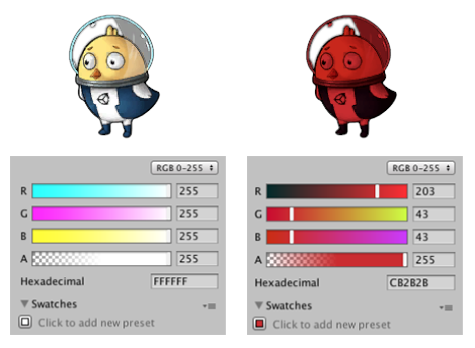 RGB 0-255
R 255
G 255
B 255
A 255
Hexadecimal FFFFFF
Swatches
Click to add new preset
RGB 0-255
R 203
G 43
B 43
A 255
Hexadecimal CB2B2B
Swatches
Click to add new preset